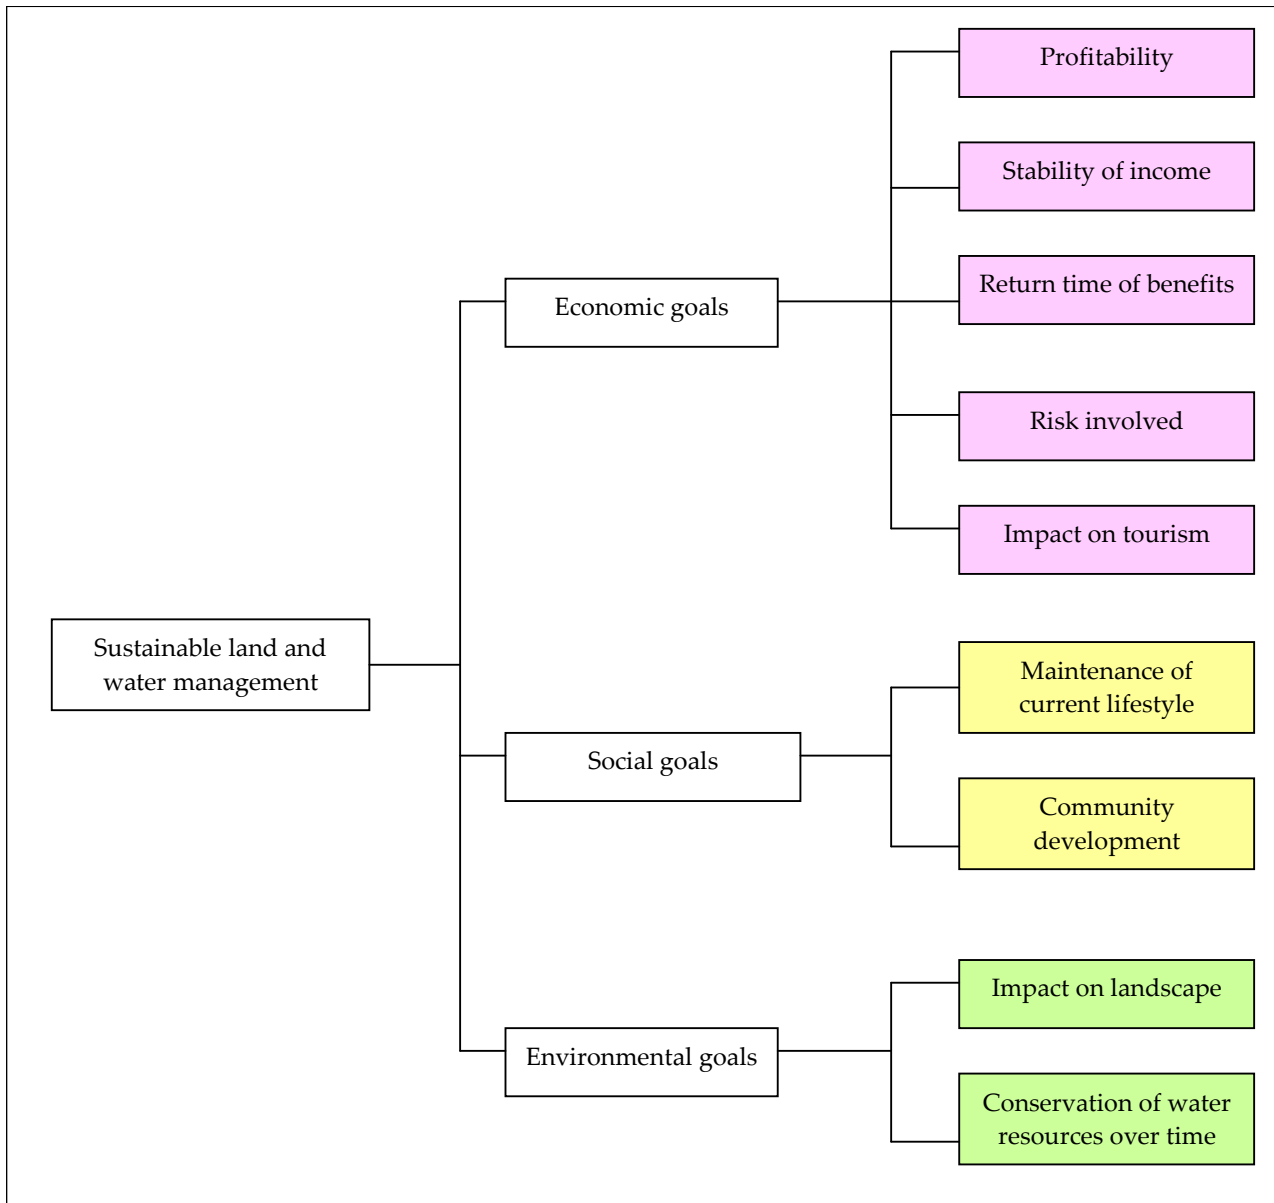 Profitability
Stability of income
Return time of benefits
Economic goals
Risk involved
Impact on tourism
Sustainable land and
water management
Maintenance of
current lifestyle
Social goals
Community
development
Impact on landscape
Environmental goals
Conservation of water
resources over time